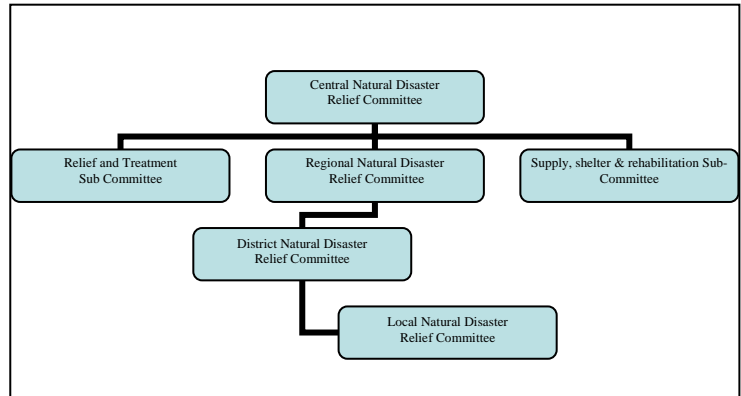 Central Natural Disaster
Relief Committee
Relief and Treatment
Sub Committee
Regional Natural Disaster
Relief Committee
Supply, shelter & rehabilitation Sub-
Committee
District Natural Disaster
Relief Committee
Local Natural Disaster
Relief Committee